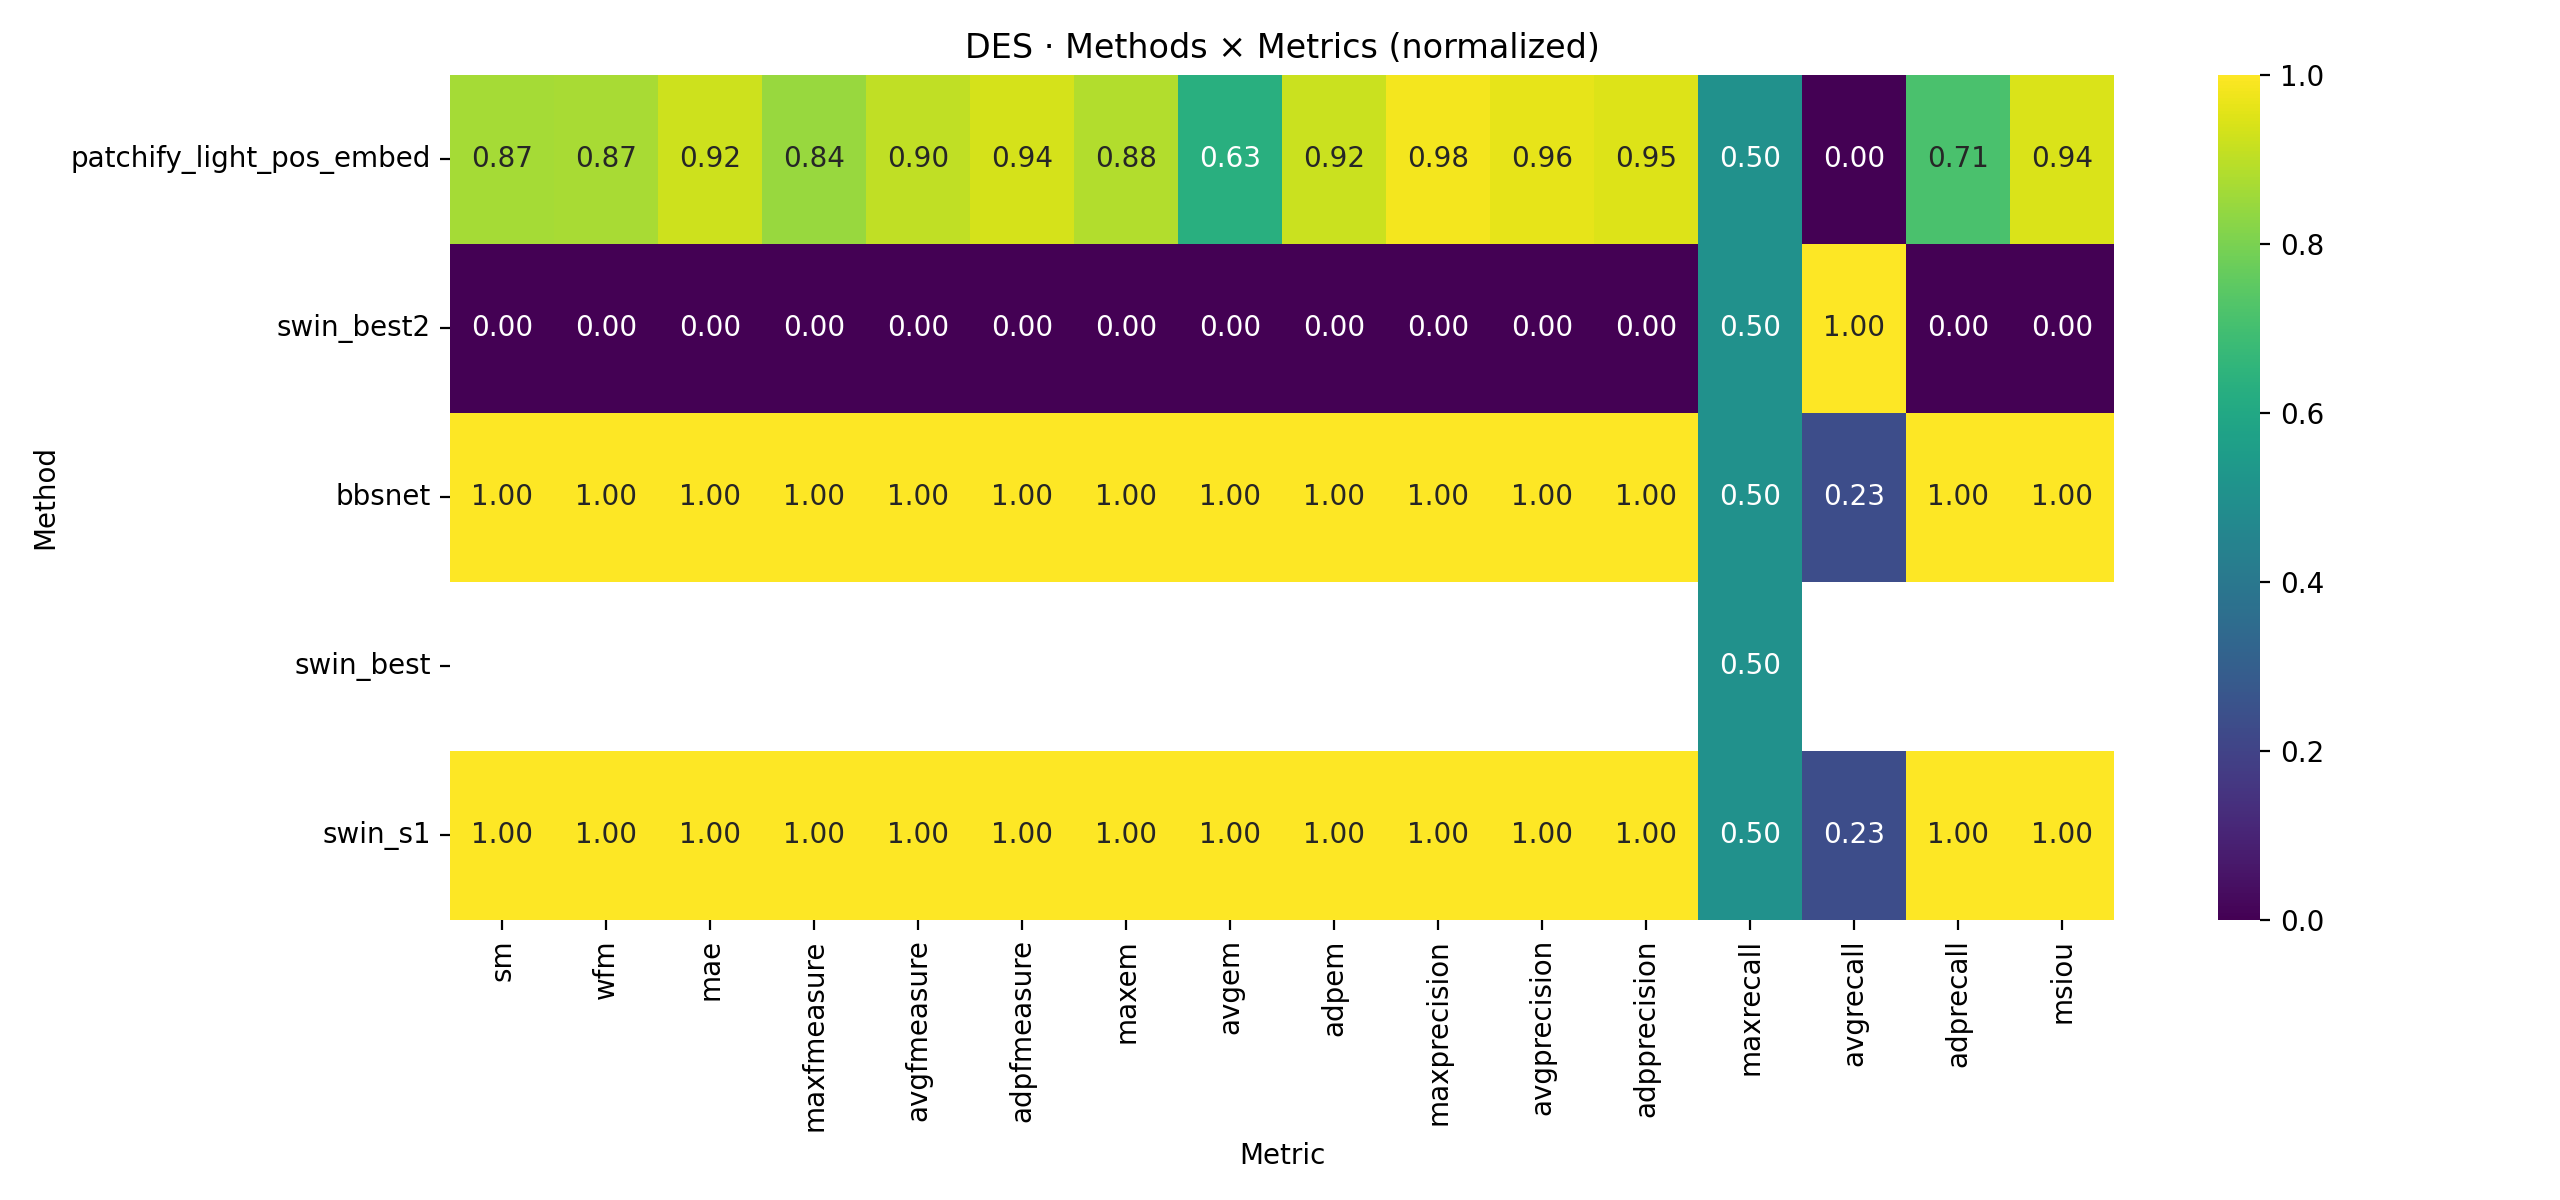 DES · Methods × Metrics (normalized)
Method
patchify_light_pos_embed 0.87 0.87 0.92 0.84 0.90 0.94 0.88 0.63 0.92 0.98 0.96 0.95 0.50 0.00 0.71 0.94
swin_best2 0.00 0.00 0.00 0.00 0.00 0.00 0.00 0.00 0.00 0.00 0.00 0.00 0.50 1.00 0.00 0.00
bbsnet 1.00 1.00 1.00 1.00 1.00 1.00 1.00 1.00 1.00 1.00 1.00 1.00 0.50 0.23 1.00 1.00
swin_best 0.50
swin_s1 1.00 1.00 1.00 1.00 1.00 1.00 1.00 1.00 1.00 1.00 1.00 1.00 0.50 0.23 1.00 1.00
sm
wfm
mae
maxfmeasure
avgfmeasure
adpfmeasure
maxem
avgem
adpem
maxprecision
avgprecision
adpprecision
maxrecall
avgrecall
adprecall
msiou
Metric
1.0
0.8
0.6
0.4
0.2
0.0